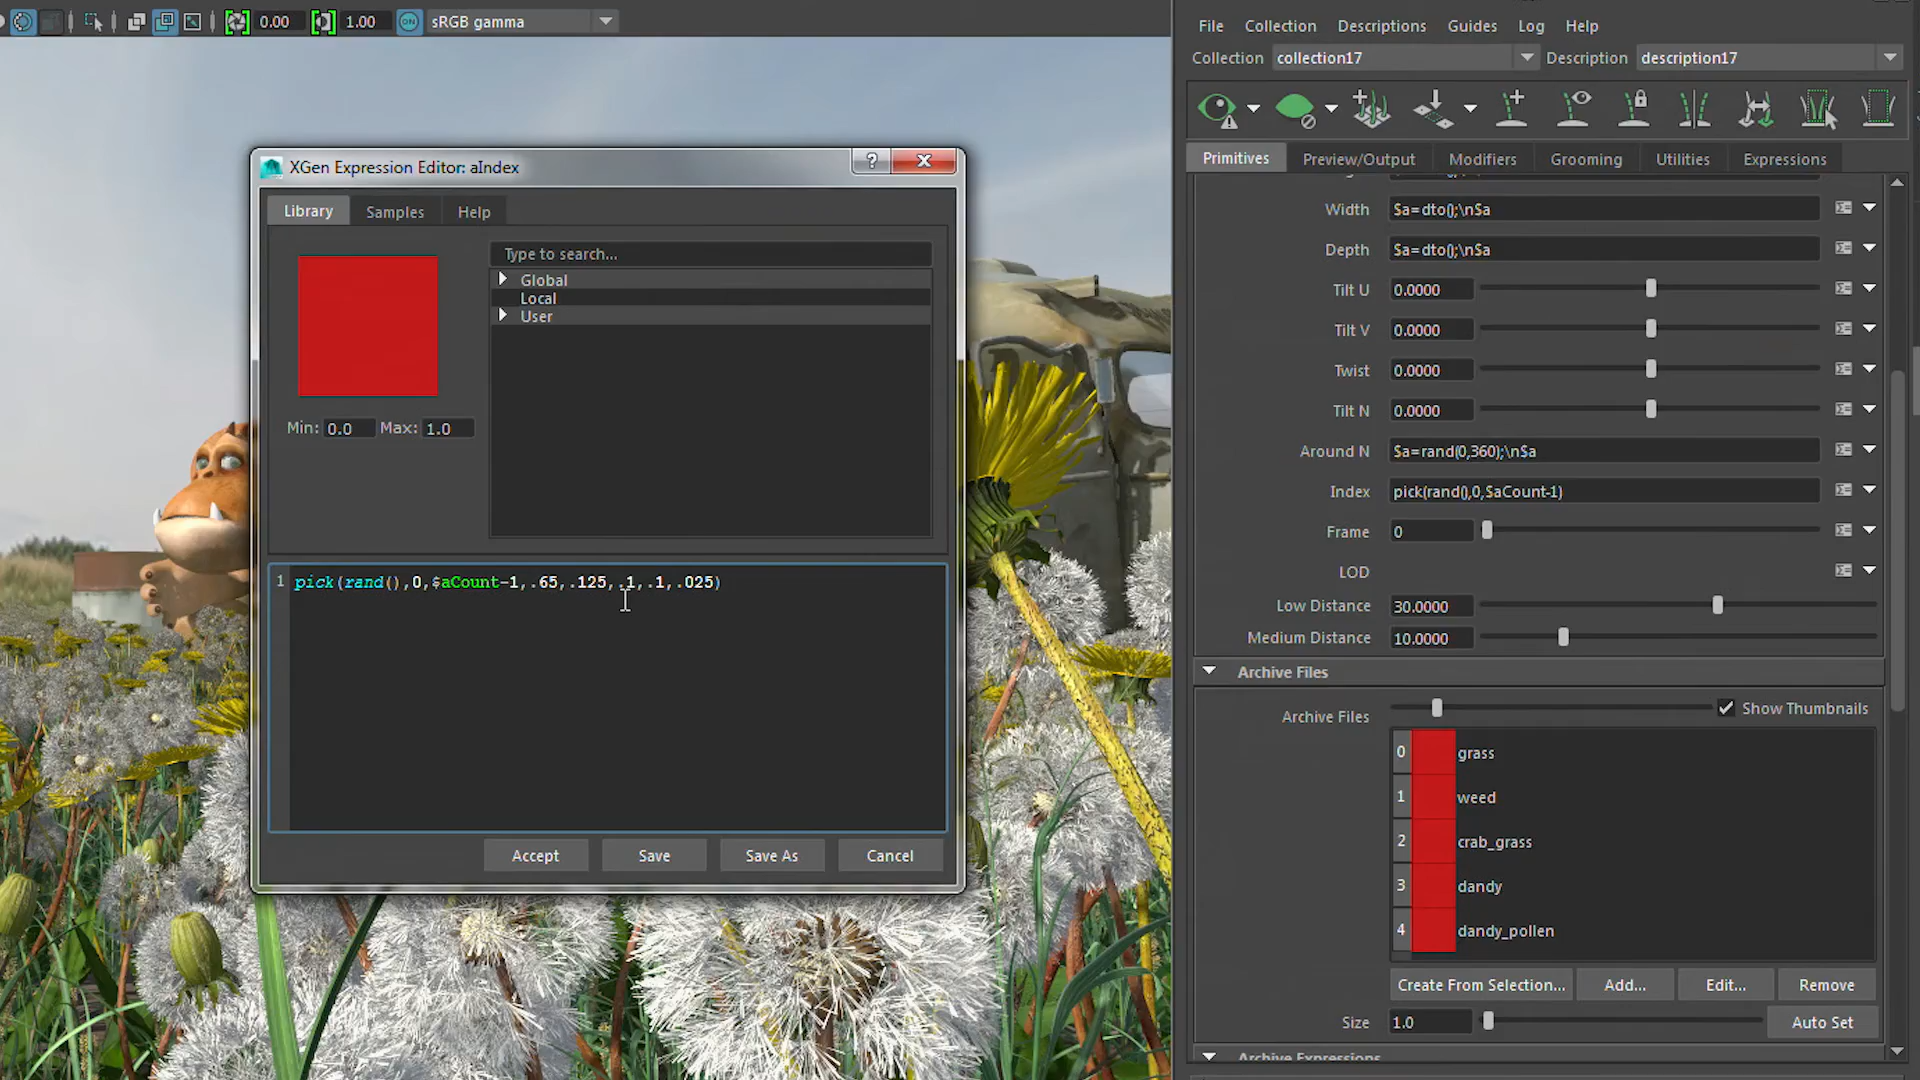 0.00 1.00 ON sRGB gamma
File Collection Descriptions Guides Log Help
Collection collection17 Description description17
Primitives Preview/Output Modifiers Grooming Utilities Expressions
Width $a=dto();\n$a
Depth $a=dto();\n$a
Tilt U 0.0000
Tilt V 0.0000
Twist 0.0000
Tilt N 0.0000
Around N $a=rand(0,360);\n$a
Index pick(rand(),0,$aCount-1)
Frame 0
LOD
Low Distance 30.0000
Medium Distance 10.0000
Archive Files
Archive Files Show Thumbnails
0 grass
1 weed
2 crab_grass
3 dandy
4 dandy_pollen
Create From Selection... Add... Edit... Remove
Size 1.0 Auto Set
Archive Expressions
XGen Expression Editor: aIndex ?
Library Samples Help
Type to search...
Global
Local
User
Min: 0.0 Max: 1.0
1 pick(rand(),0,$aCount-1,.65,.125,.1,.1,.025)
Accept Save Save As Cancel